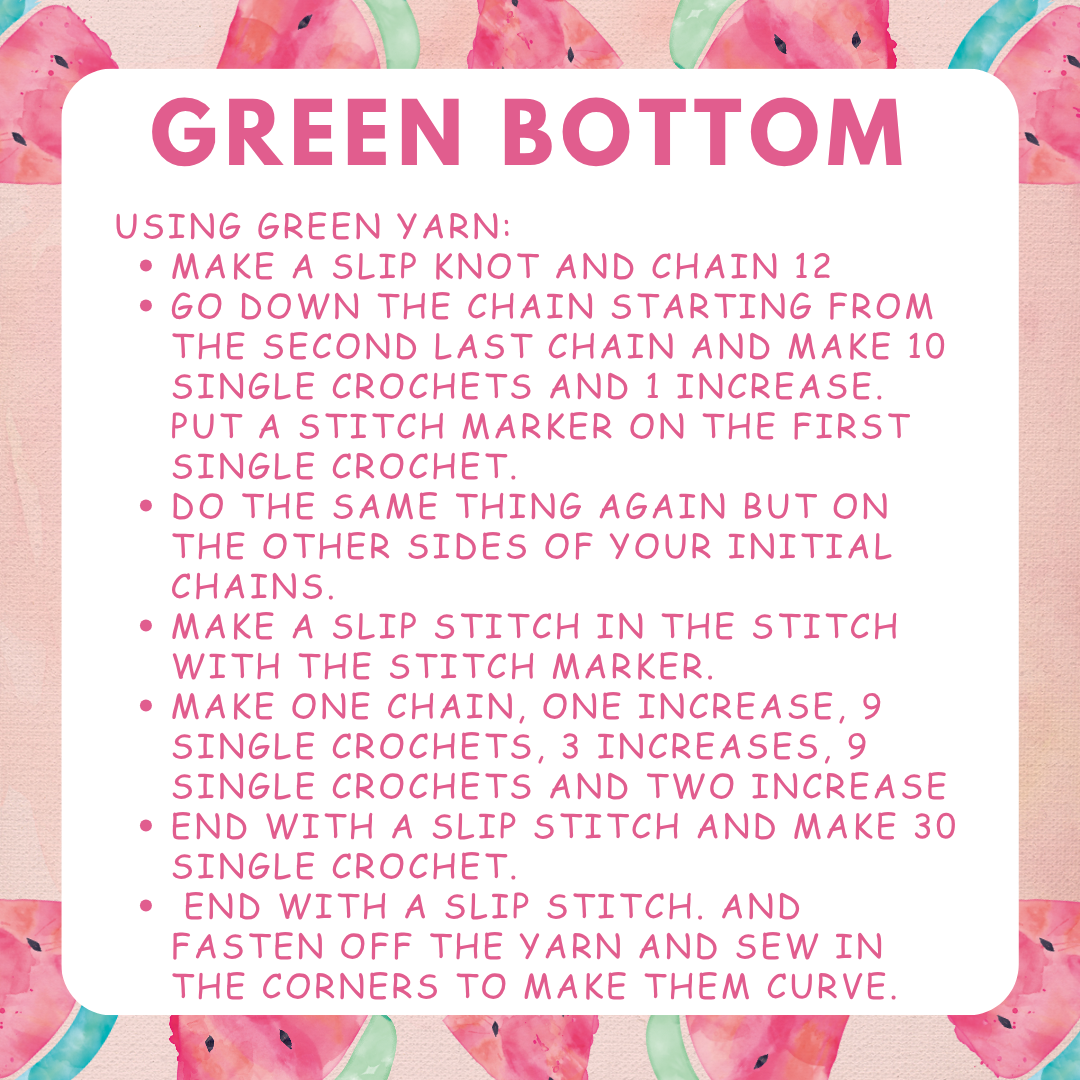 GREEN BOTTOM
USING GREEN YARN:
• MAKE A SLIP KNOT AND CHAIN 12
• GO DOWN THE CHAIN STARTING FROM
THE SECOND LAST CHAIN AND MAKE 10
SINGLE CROCHETS AND 1 INCREASE.
PUT A STITCH MARKER ON THE FIRST
SINGLE CROCHET.
• DO THE SAME THING AGAIN BUT ON
THE OTHER SIDES OF YOUR INITIAL
CHAINS.
• MAKE A SLIP STITCH IN THE STITCH
WITH THE STITCH MARKER.
• MAKE ONE CHAIN, ONE INCREASE, 9
SINGLE CROCHETS, 3 INCREASES, 9
SINGLE CROCHETS AND TWO INCREASE
• END WITH A SLIP STITCH AND MAKE 30
SINGLE CROCHET.
• END WITH A SLIP STITCH. AND
FASTEN OFF THE YARN AND SEW IN
THE CORNERS TO MAKE THEM CURVE.